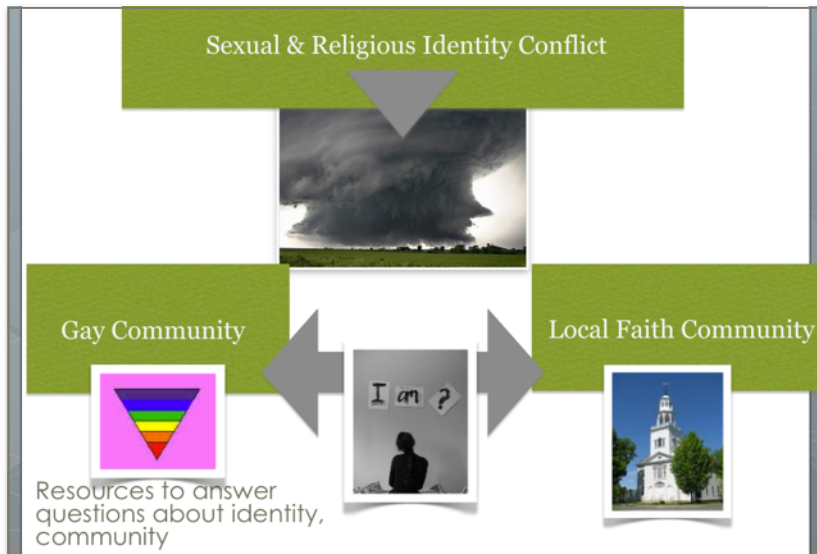 Sexual & Religious Identity Conflict
Gay Community
Local Faith Community
I am ?
Resources to answer
questions about identity,
community